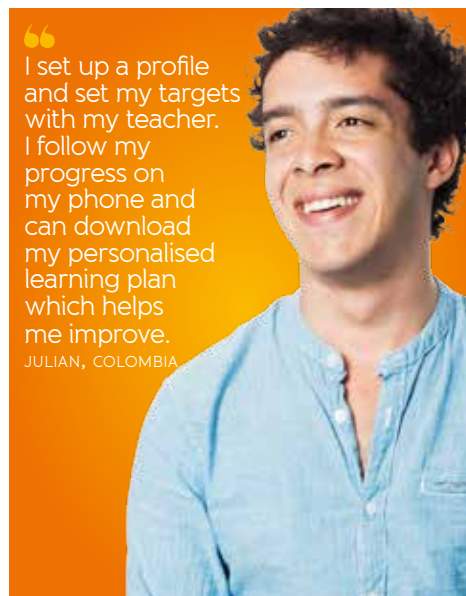 “
I set up a profile
and set my targets
with my teacher.
I follow my
progress on
my phone and
can download
my personalised
learning plan
which helps
me improve.
JULIAN, COLOMBIA